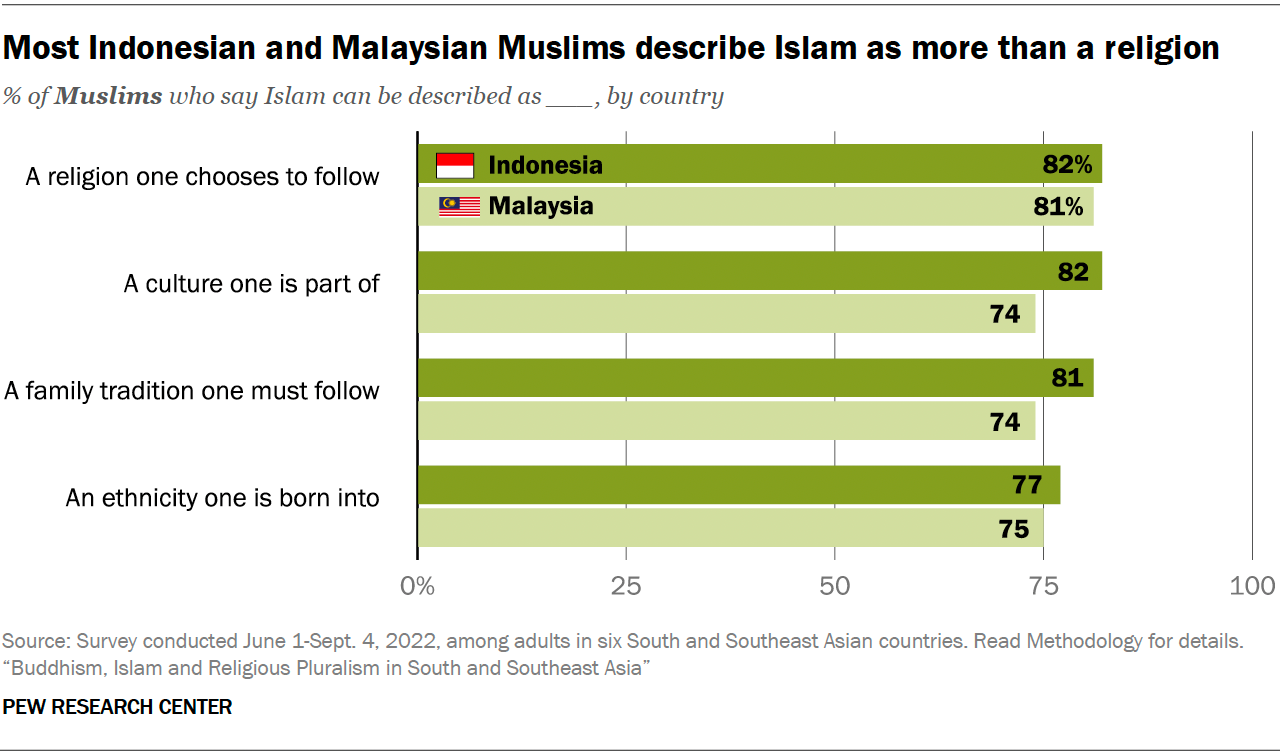 Most Indonesian and Malaysian Muslims describe Islam as more than a religion
% of Muslims who say Islam can be described as ___, by country
A religion one chooses to follow
Indonesia 82%
Malaysia 81%
A culture one is part of
82
74
A family tradition one must follow
81
74
An ethnicity one is born into
77
75
0% 25 50 75 100
Source: Survey conducted June 1-Sept. 4, 2022, among adults in six South and Southeast Asian countries. Read Methodology for details.
“Buddhism, Islam and Religious Pluralism in South and Southeast Asia”
PEW RESEARCH CENTER